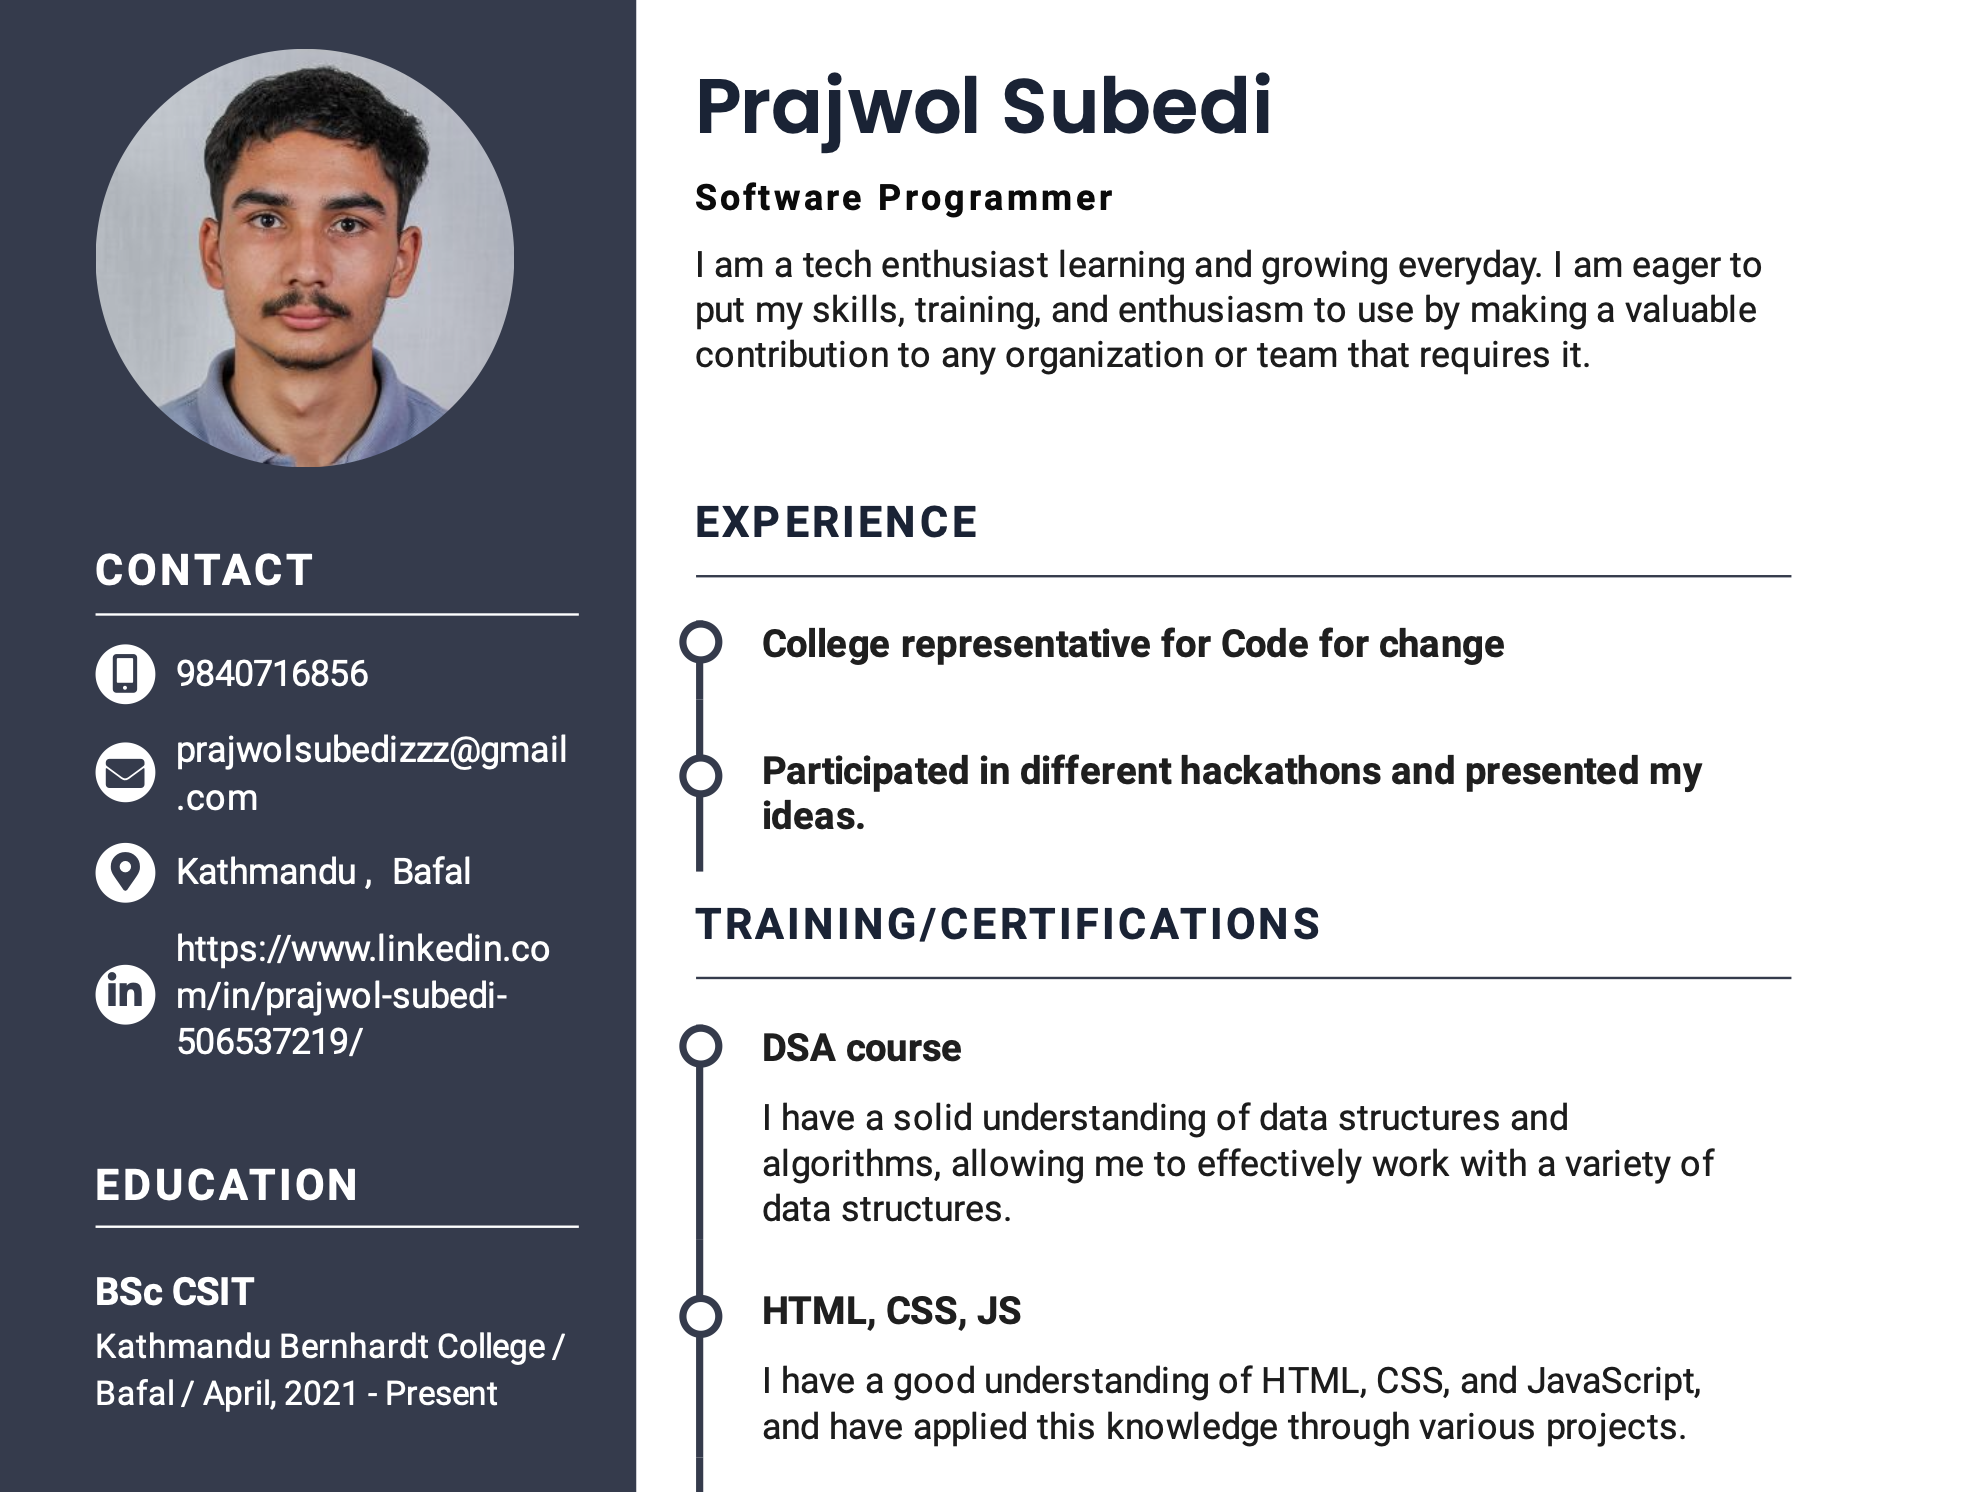 Prajwol Subedi
Software Programmer
I am a tech enthusiast learning and growing everyday. I am eager to
put my skills, training, and enthusiasm to use by making a valuable
contribution to any organization or team that requires it.
CONTACT
9840716856
prajwolsubedizzz@gmail
.com
Kathmandu , Bafal
https://www.linkedin.co
m/in/prajwol-subedi-
506537219/
EDUCATION
BSc CSIT
Kathmandu Bernhardt College /
Bafal / April, 2021 - Present
EXPERIENCE
College representative for Code for change
Participated in different hackathons and presented my
ideas.
TRAINING/CERTIFICATIONS
DSA course
I have a solid understanding of data structures and
algorithms, allowing me to effectively work with a variety of
data structures.
HTML, CSS, JS
I have a good understanding of HTML, CSS, and JavaScript,
and have applied this knowledge through various projects.